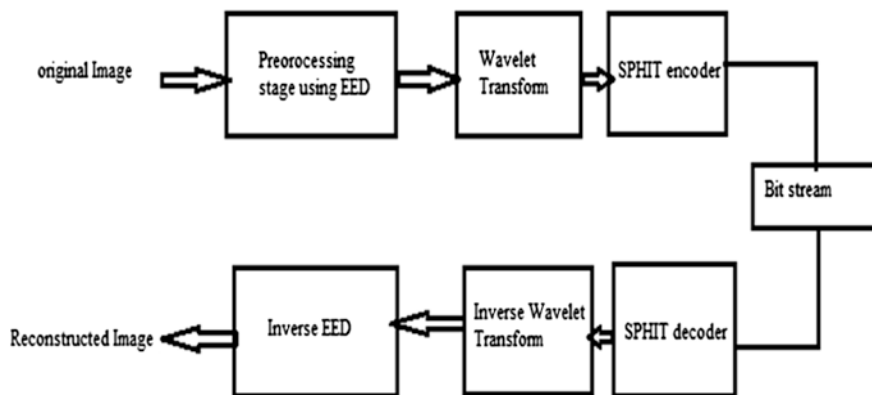 original Image
Preorocessing
stage using EED
Wavelet
Transform
SPHIT encoder
Bit stream
Reconstructed Image
Inverse EED
Inverse Wavelet
Transform
SPHIT decoder